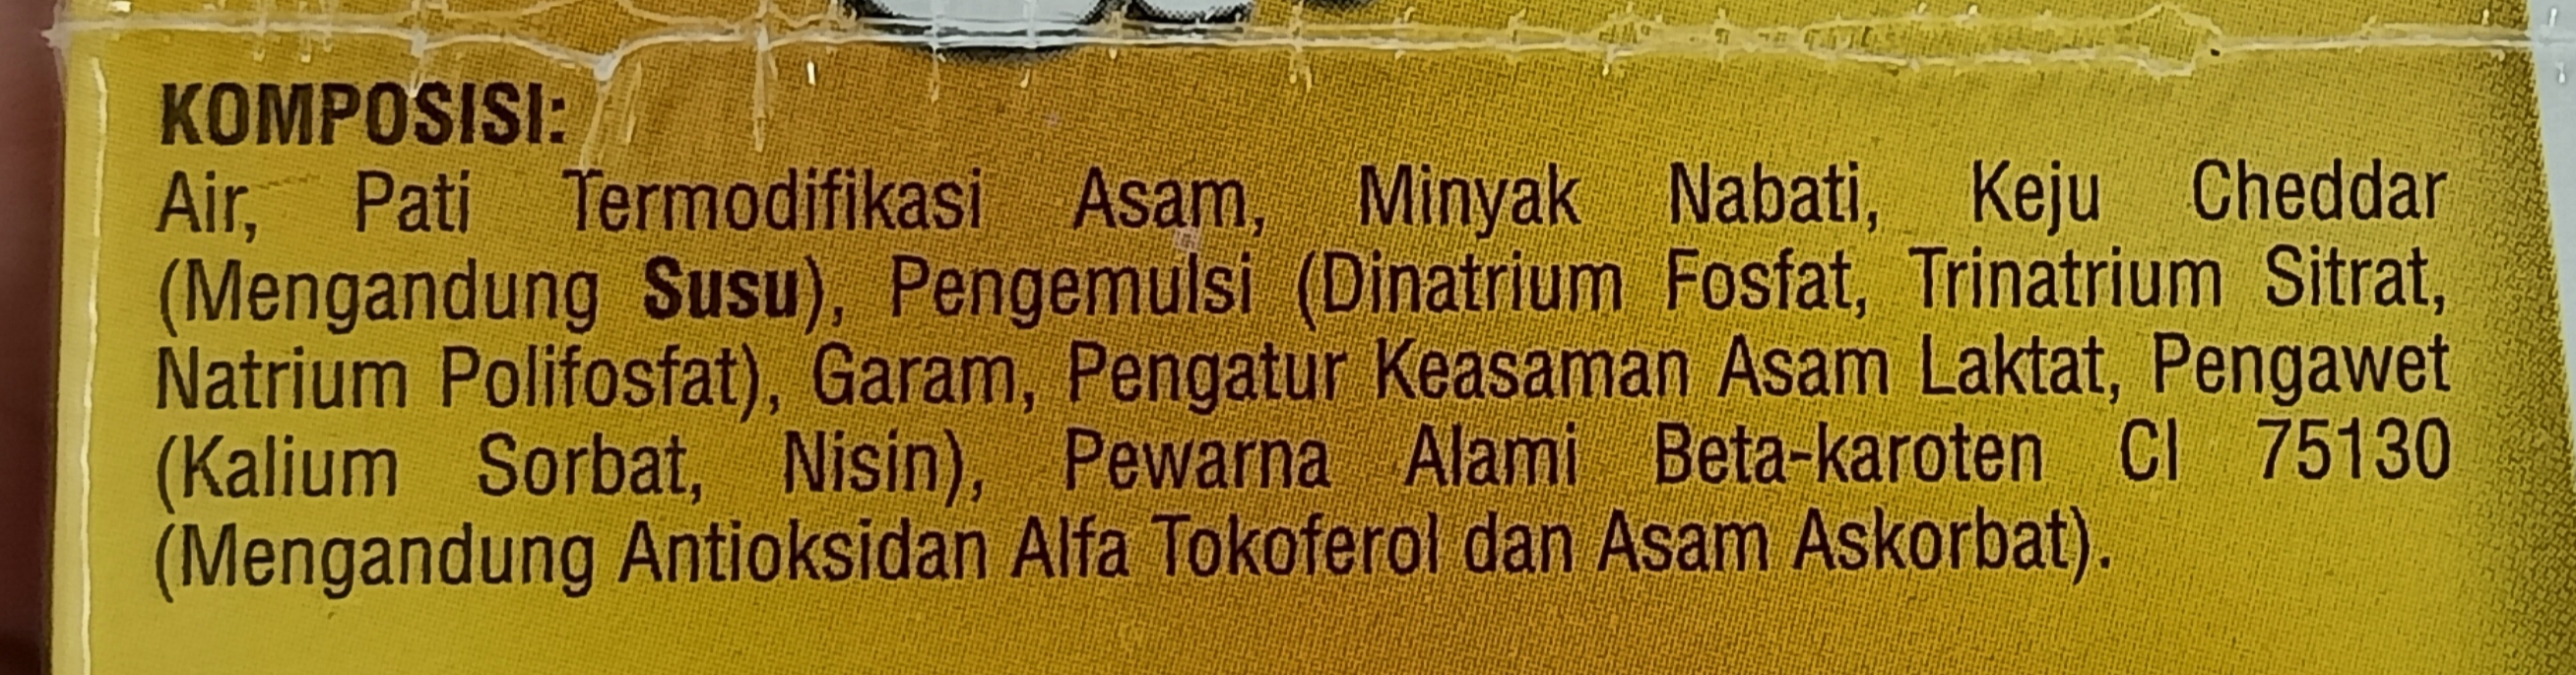 KOMPOSISI:
Air, Pati Termodifikasi Asam, Minyak Nabati, Keju Cheddar
(Mengandung Susu), Pengemulsi (Dinatrium Fosfat, Trinatrium Sitrat,
Natrium Polifosfat), Garam, Pengatur Keasaman Asam Laktat, Pengawet
(Kalium Sorbat, Nisin), Pewarna Alami Beta-karoten CI 75130
(Mengandung Antioksidan Alfa Tokoferol dan Asam Askorbat).